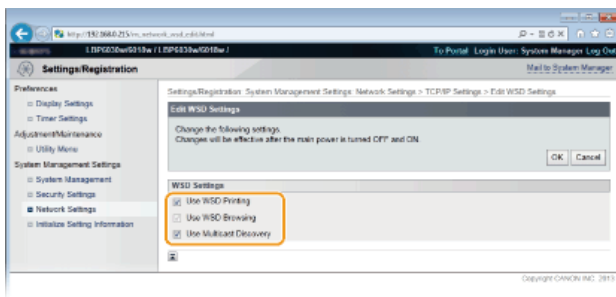 http://192.168.0.215/m_network_wsd_edit.html
LBP6030w/6018w / LBP6030w/6018w /
To Portal Login User: System Manager Log Out
Settings/Registration
Mail to System Manager
Preferences
Display Settings
Timer Settings
Adjustment/Maintenance
Utility Menu
System Management Settings
System Management
Security Settings
Network Settings
Initialize Setting Information
Settings/Registration: System Management Settings: Network Settings > TCP/IP Settings > Edit WSD Settings
Edit WSD Settings
Change the following settings.
Changes will be effective after the main power is turned OFF and ON.
OK Cancel
WSD Settings
Use WSD Printing
Use WSD Browsing
Use Multicast Discovery
Copyright CANON INC. 2013